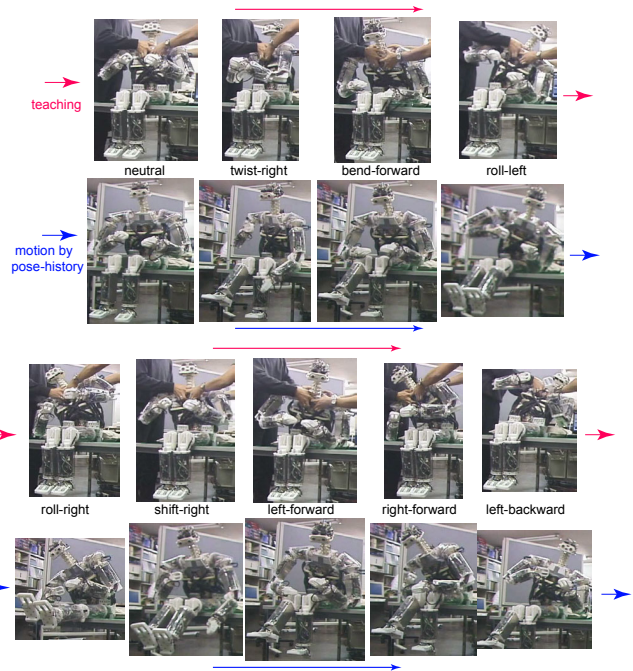 teaching
neutral
twist-right
bend-forward
roll-left
motion by
pose-history
roll-right
shift-right
left-forward
right-forward
left-backward